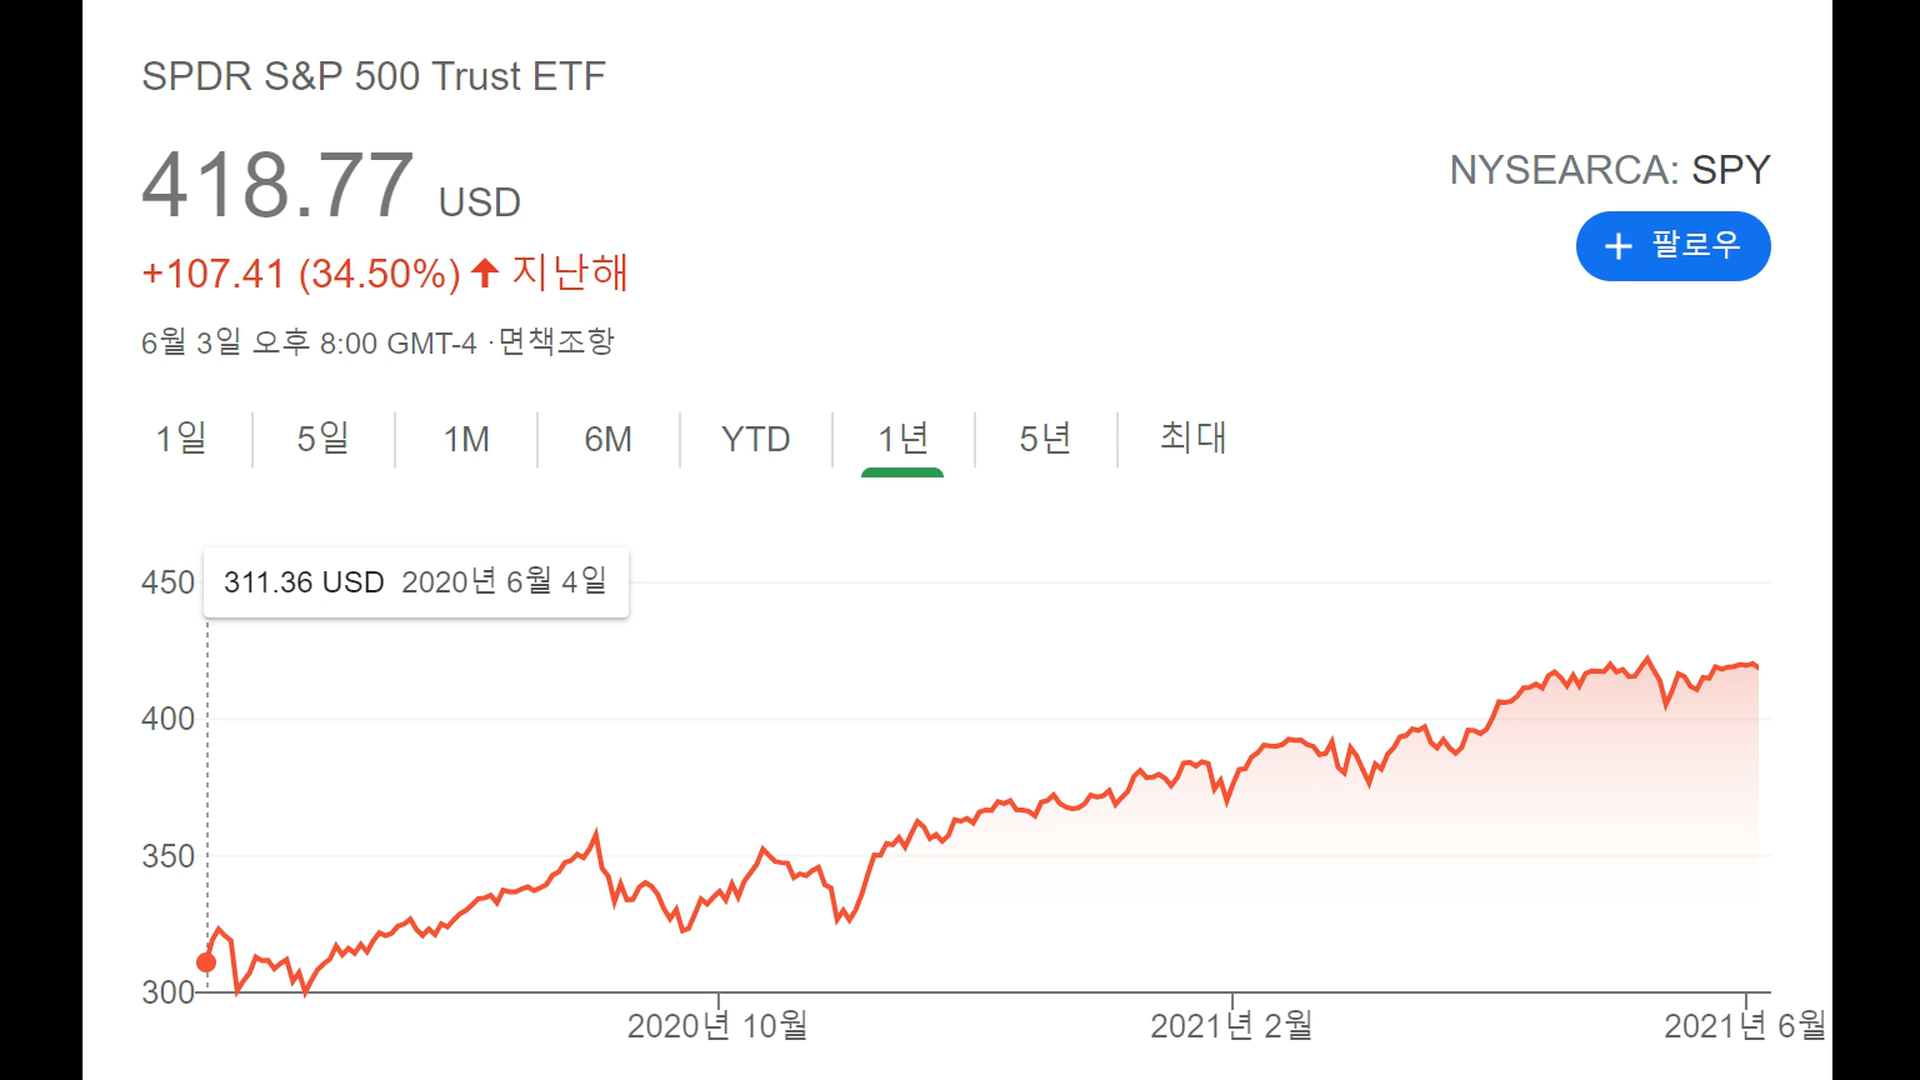 SPDR S&P 500 Trust ETF
418.77 USD
NYSEARCA: SPY
+ 팔로우
+107.41 (34.50%) ↑ 지난해
6월 3일 오후 8:00 GMT-4 ·면책조항
1일 5일 1M 6M YTD 1년 5년 최대
311.36 USD 2020년 6월 4일
450
400
350
300
2020년 10월 2021년 2월 2021년 6월